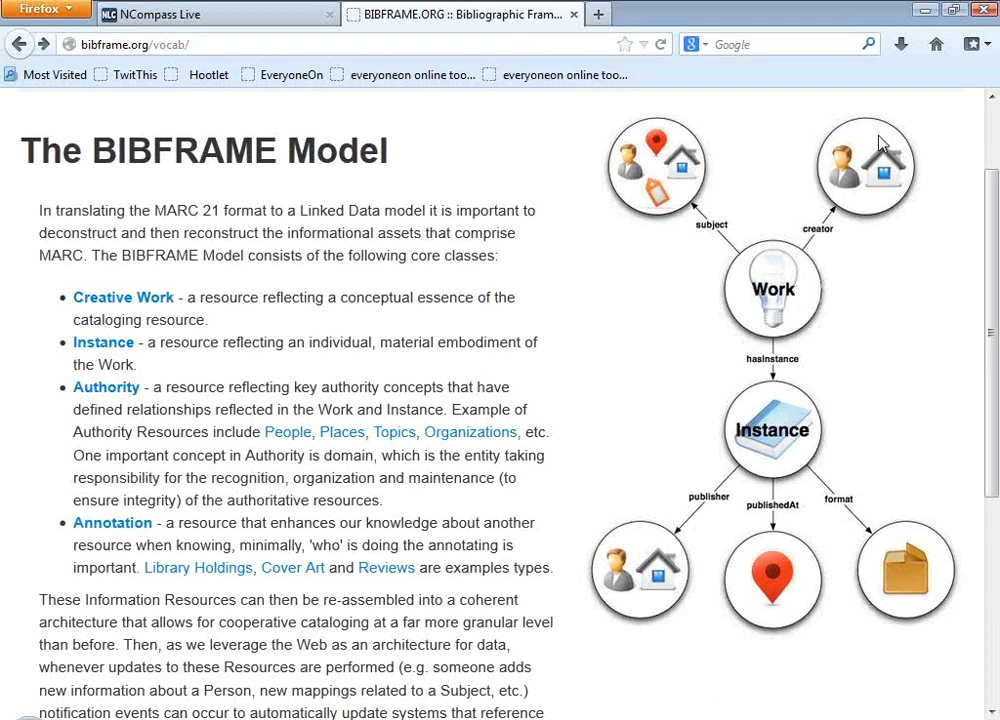 Firefox
NLC NCompass Live
BIBFRAME.ORG :: Bibliographic Fram...
bibframe.org/vocab/
8 Google
Most Visited TwitThis Hootlet EveryoneOn everyoneon online too... everyoneon online too...
The BIBFRAME Model
In translating the MARC 21 format to a Linked Data model it is important to
deconstruct and then reconstruct the informational assets that comprise
MARC. The BIBFRAME Model consists of the following core classes:
• Creative Work - a resource reflecting a conceptual essence of the
cataloging resource.
• Instance - a resource reflecting an individual, material embodiment of
the Work.
• Authority - a resource reflecting key authority concepts that have
defined relationships reflected in the Work and Instance. Example of
Authority Resources include People, Places, Topics, Organizations, etc.
One important concept in Authority is domain, which is the entity taking
responsibility for the recognition, organization and maintenance (to
ensure integrity) of the authoritative resources.
• Annotation - a resource that enhances our knowledge about another
resource when knowing, minimally, 'who' is doing the annotating is
important. Library Holdings, Cover Art and Reviews are examples types.
These Information Resources can then be re-assembled into a coherent
architecture that allows for cooperative cataloging at a far more granular level
than before. Then, as we leverage the Web as an architecture for data,
whenever updates to these Resources are performed (e.g. someone adds
new information about a Person, new mappings related to a Subject, etc.)
notification events can occur to automatically update systems that reference
subject
creator
Work
hasInstance
Instance
publisher
publishedAt
format